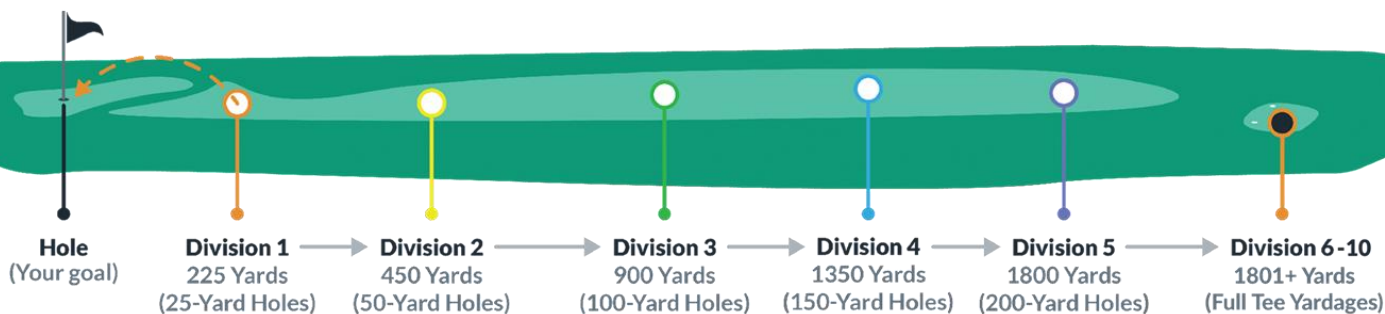 Hole
(Your goal)
Division 1
225 Yards
(25-Yard Holes)
Division 2
450 Yards
(50-Yard Holes)
Division 3
900 Yards
(100-Yard Holes)
Division 4
1350 Yards
(150-Yard Holes)
Division 5
1800 Yards
(200-Yard Holes)
Division 6-10
1801+ Yards
(Full Tee Yardages)